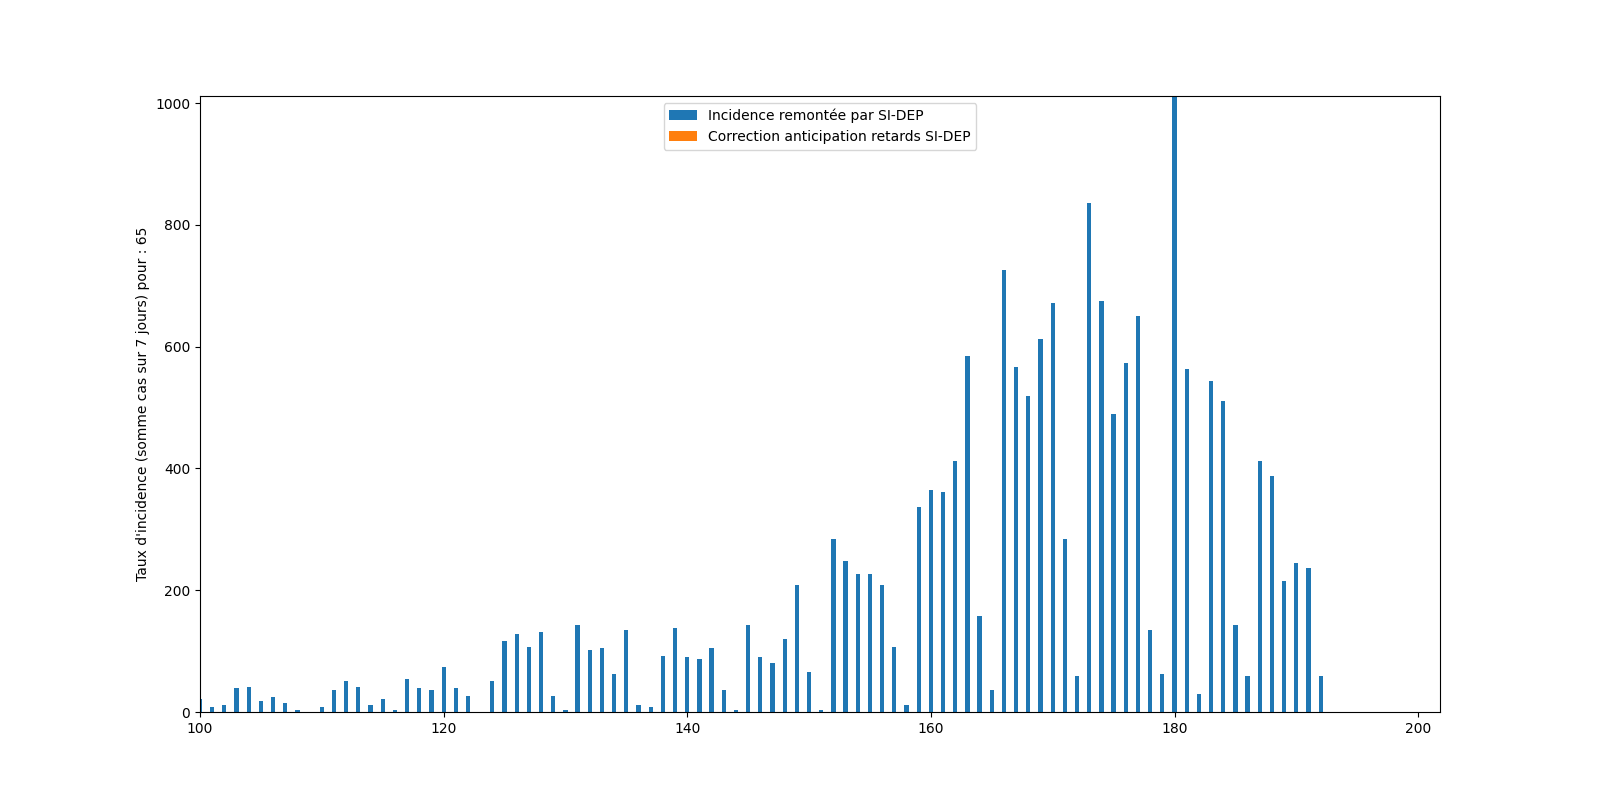 Incidence remontée par SI-DEP
Correction anticipation retards SI-DEP
Taux d'incidence (somme cas sur 7 jours) pour : 65
1000
800
600
400
200
0
100 120 140 160 180 200